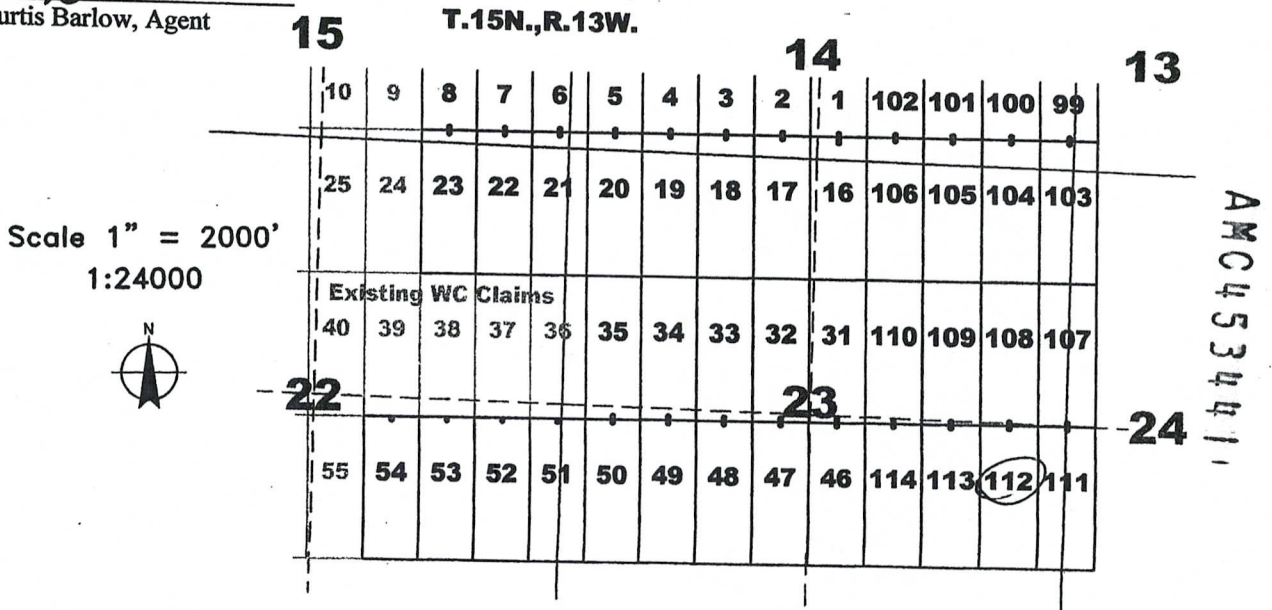 urtis Barlow, Agent
T.15N.,R.13W.
15
14
13
10 9 8 7 6 5 4 3 2 1 102 101 100 99
25 24 23 22 21 20 19 18 17 16 106 105 104 103
Scale 1" = 2000'
1:24000
Existing WC Claims
N
40 39 38 37 36 35 34 33 32 31 110 109 108 107
22
23
24
55 54 53 52 51 50 49 48 47 46 114 113 112 111
AMC453441